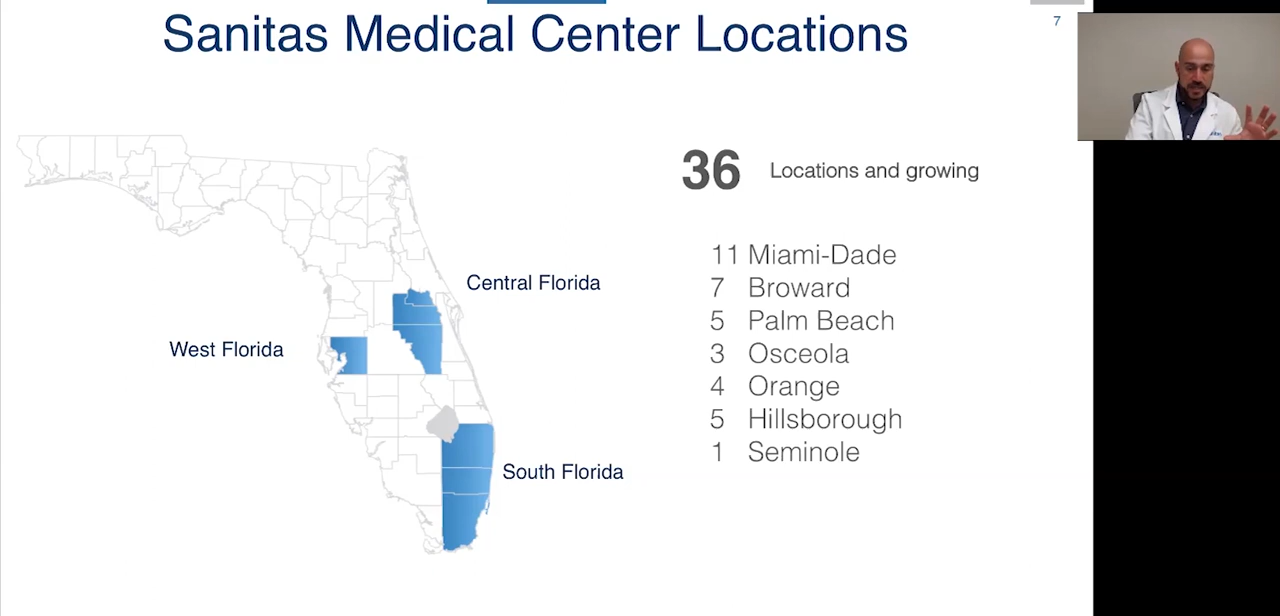 Sanitas Medical Center Locations
7
36 Locations and growing
11 Miami-Dade
7 Broward
5 Palm Beach
3 Osceola
4 Orange
5 Hillsborough
1 Seminole
Central Florida
West Florida
South Florida